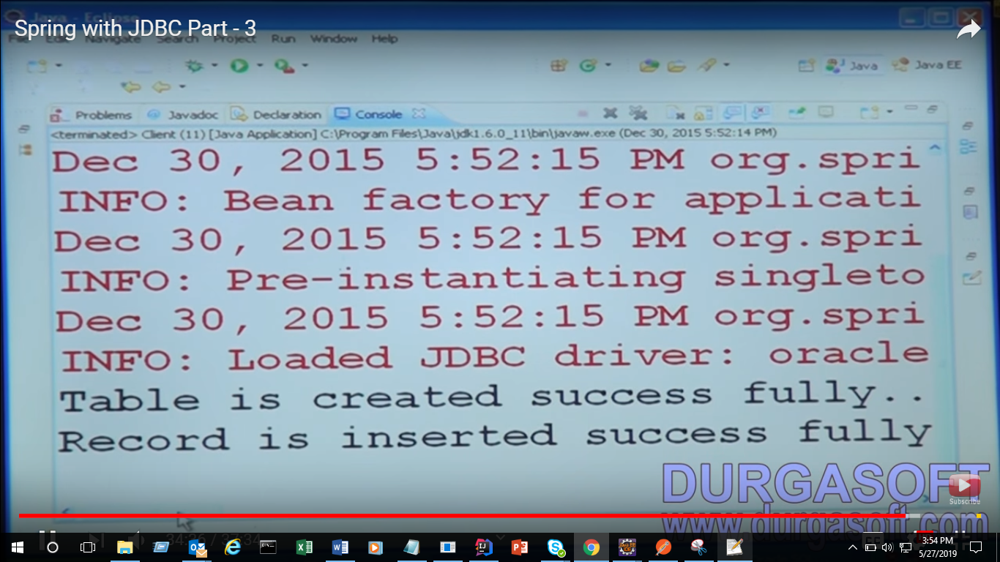 Spring with JDBC Part - 3
Java - Eclipse
Navigate Search Project Run Window Help
Java Java EE
Problems Javadoc Declaration Console
<terminated> Client (11) [Java Application] C:\Program Files\Java\jdk1.6.0_11\bin\javaw.exe (Dec 30, 2015 5:52:14 PM)
Dec 30, 2015 5:52:15 PM org.spri
INFO: Bean factory for applicati
Dec 30, 2015 5:52:15 PM org.spri
INFO: Pre-instantiating singleto
Dec 30, 2015 5:52:15 PM org.spri
INFO: Loaded JDBC driver: oracle
Table is created success fully..
Record is inserted success fully
DURGASOFT
Subscribe
www.durgasoft.com
34:36 / 37:34
3:54 PM
5/27/2019